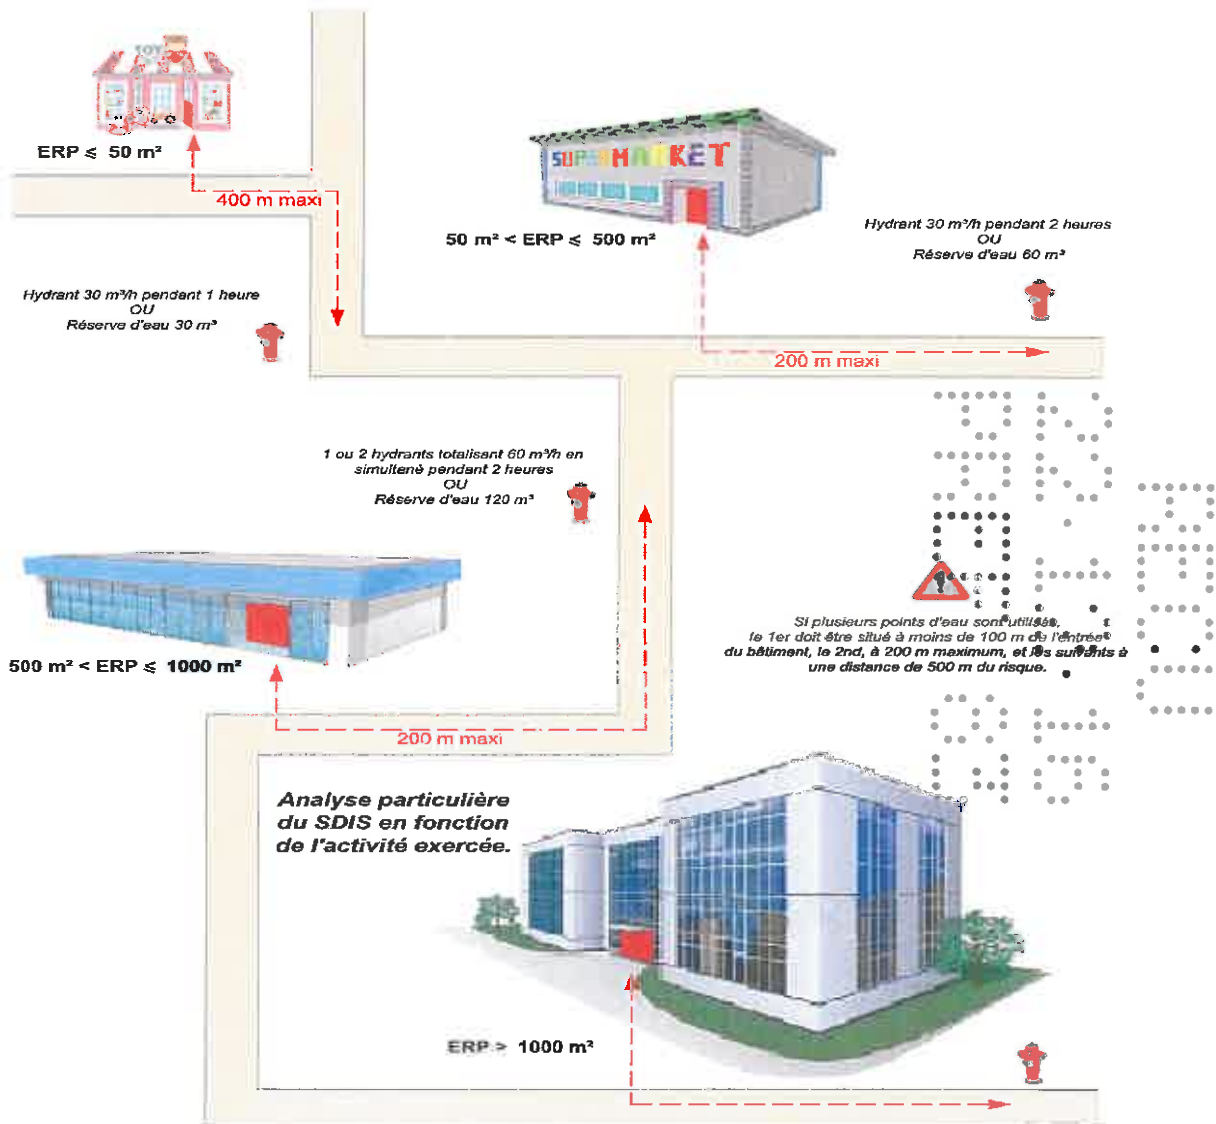 TOY
ERP ≤ 50 m²
400 m maxi
SUPERMARKET
50 m² < ERP ≤ 500 m²
Hydrant 30 m³/h pendant 2 heures
OU
Réserve d'eau 60 m³
Hydrant 30 m³/h pendant 1 heure
OU
Réserve d'eau 30 m³
200 m maxi
1 ou 2 hydrants totalisant 60 m³/h en
simultané pendant 2 heures
OU
Réserve d'eau 120 m³
Si plusieurs points d'eau sont utilisés,
le 1er doit être situé à moins de 100 m de l'entrée
du bâtiment, le 2nd, à 200 m maximum, et les suivants à
une distance de 500 m du risque.
500 m² < ERP ≤ 1000 m²
200 m maxi
Analyse particulière
du SDIS en fonction
de l'activité exercée.
ERP > 1000 m²